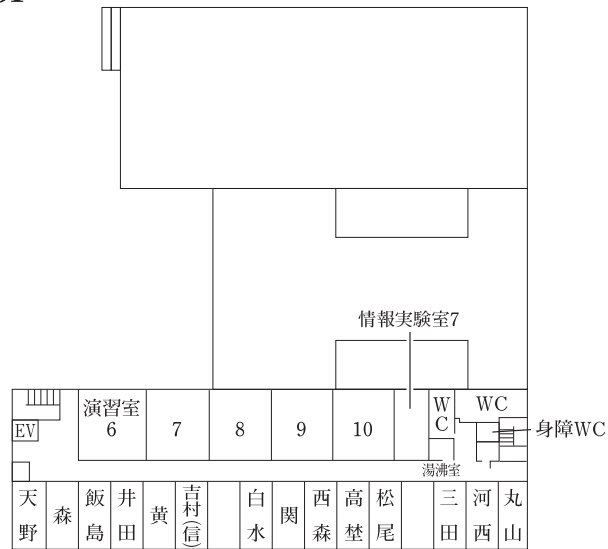 情報実験室7
演習室
6
7
8
9
10
WC
WC
EV
身障WC
湯沸室
天野
森
飯島
井田
黄
吉村(信)
白水
関
西森
高埜
松尾
三田
河西
丸山